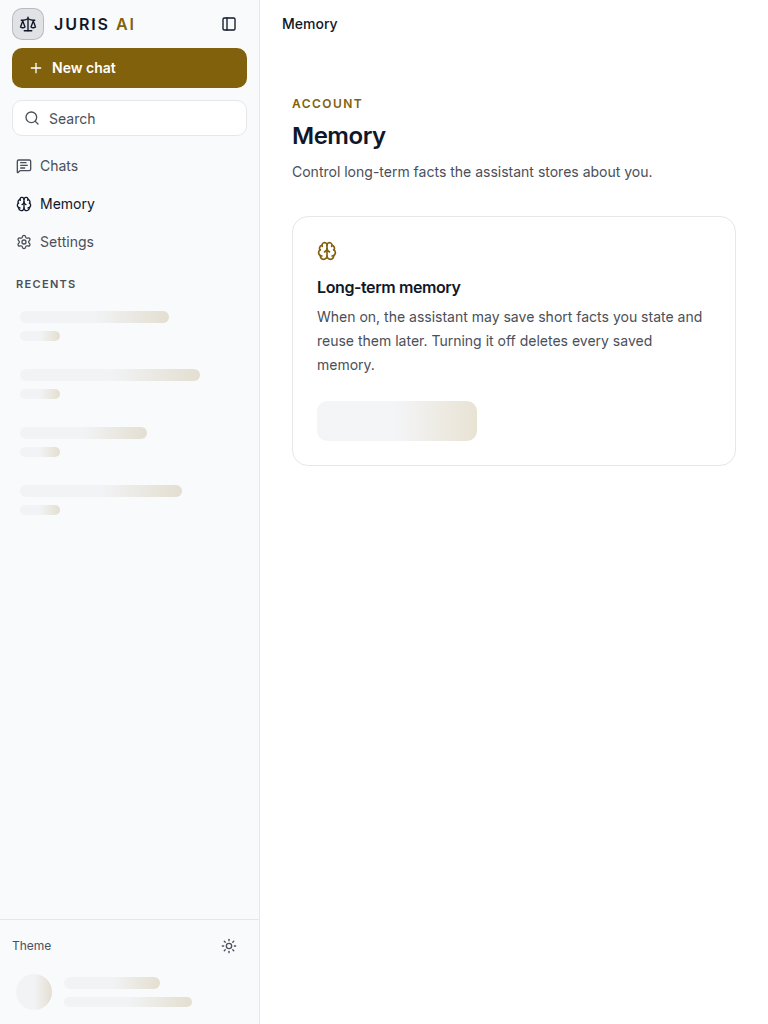 JURIS AI
New chat
Search
Chats
Memory
Settings
RECENTS
Theme
Memory
ACCOUNT
Memory
Control long-term facts the assistant stores about you.
Long-term memory
When on, the assistant may save short facts you state and
reuse them later. Turning it off deletes every saved
memory.